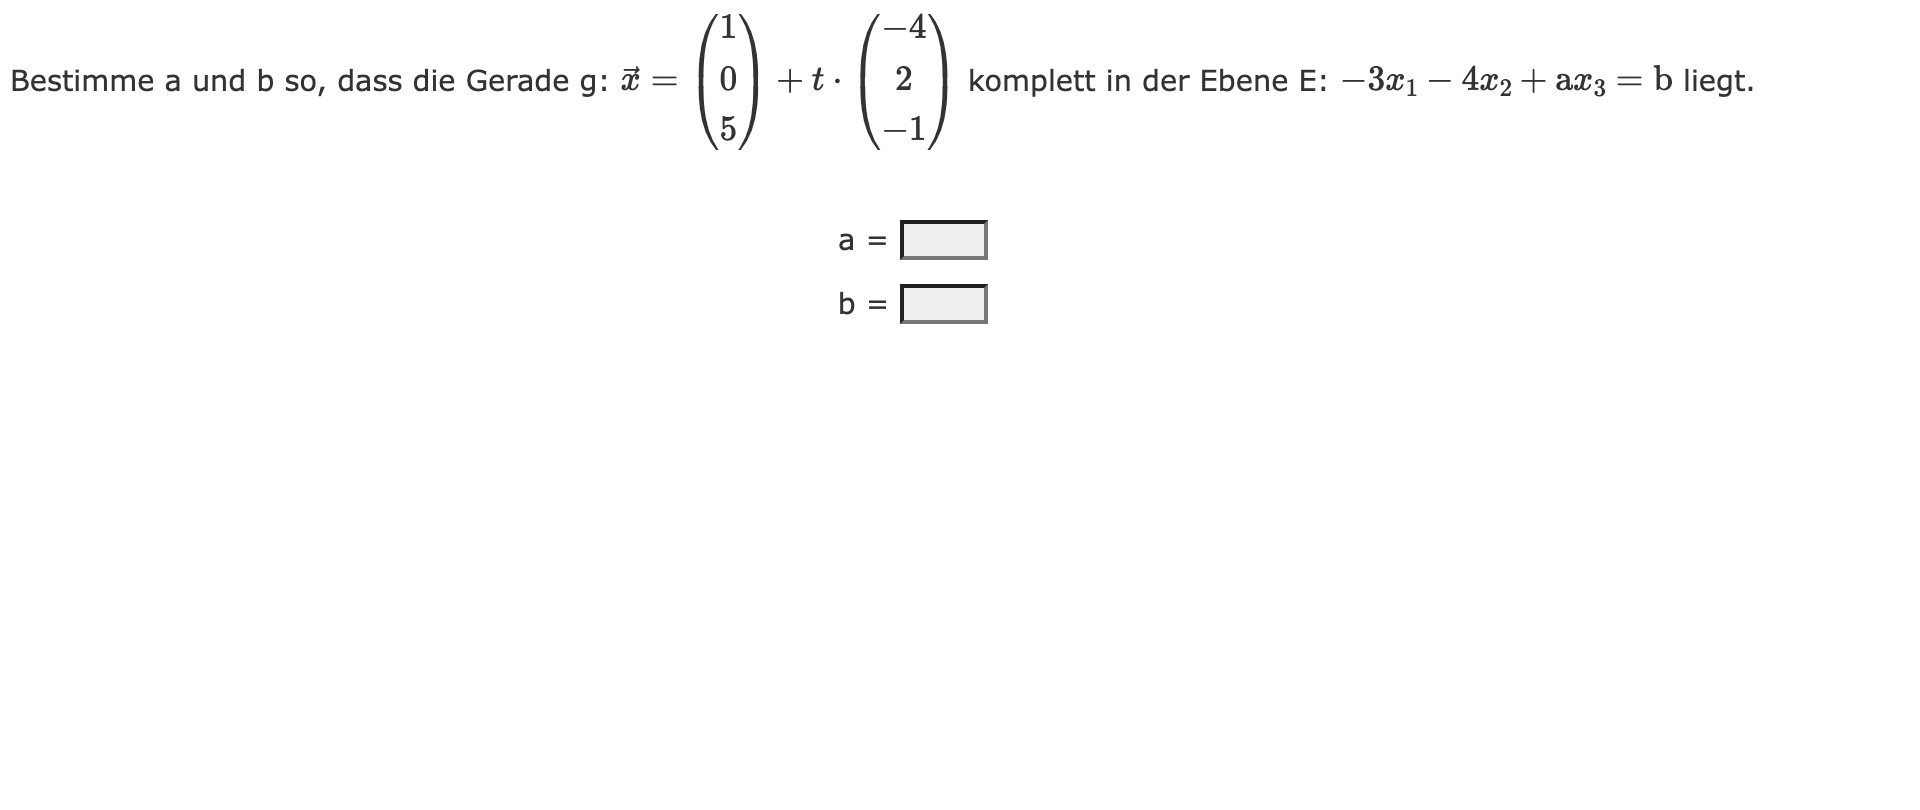 Bestimme a und b so, dass die Gerade g: $\vec{x} = \begin{pmatrix} 1 \\ 0 \\ 5 \end{pmatrix} + t \cdot \begin{pmatrix} -4 \\ 2 \\ -1 \end{pmatrix}$ komplett in der Ebene E: $-3x_1 - 4x_2 + \mathrm{a}x_3 = \mathrm{b}$ liegt.
a =
b =